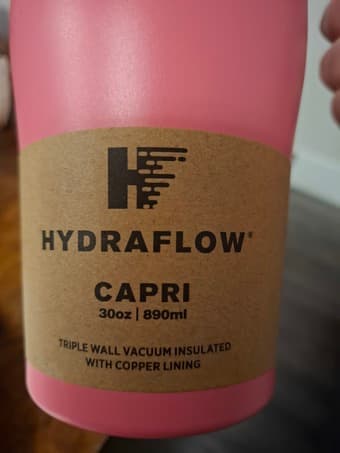 HYDRAFLOW®
CAPRI
30oz | 890ml
TRIPLE WALL VACUUM INSULATED
WITH COPPER LINING